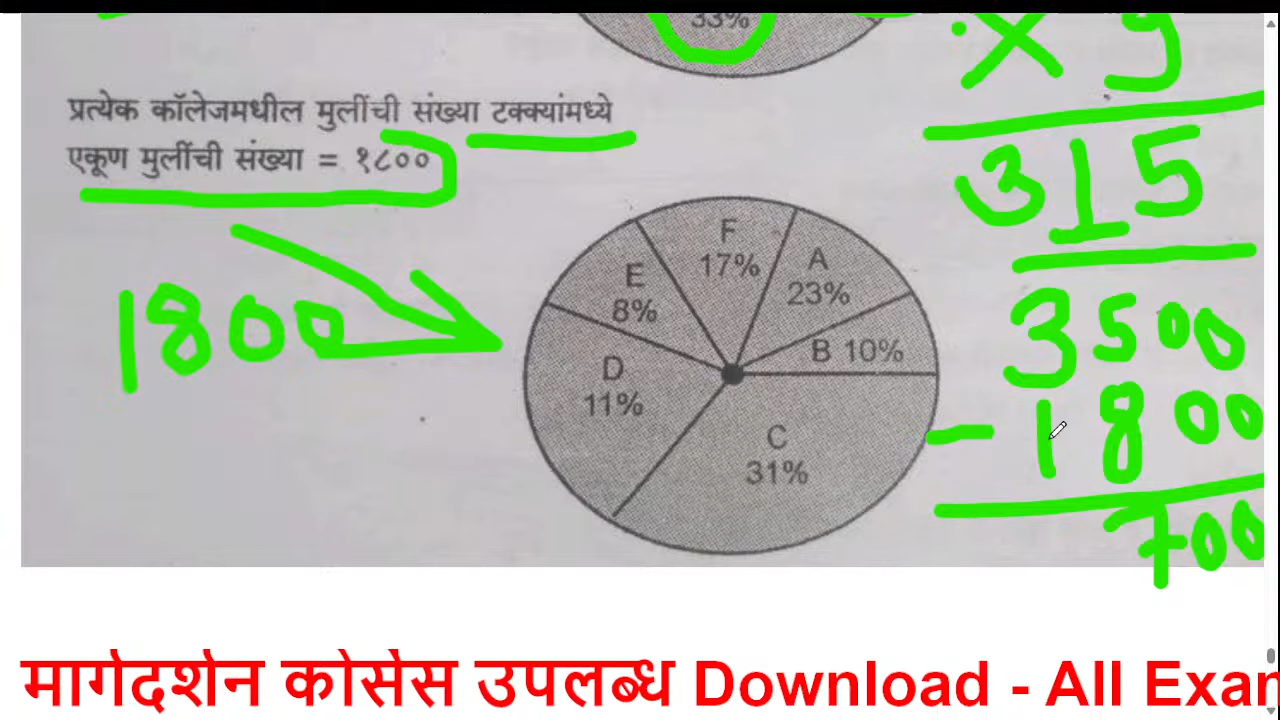 33%
× 9
315
प्रत्येक कॉलेजमधील मुलींची संख्या टक्क्यांमध्ये
एकूण मुलींची संख्या = १८००
1800
F
17%
A
23%
E
8%
B 10%
D
11%
C
31%
3500
- 1800
700
मार्गदर्शन कोर्सेस उपलब्ध Download - All Exan